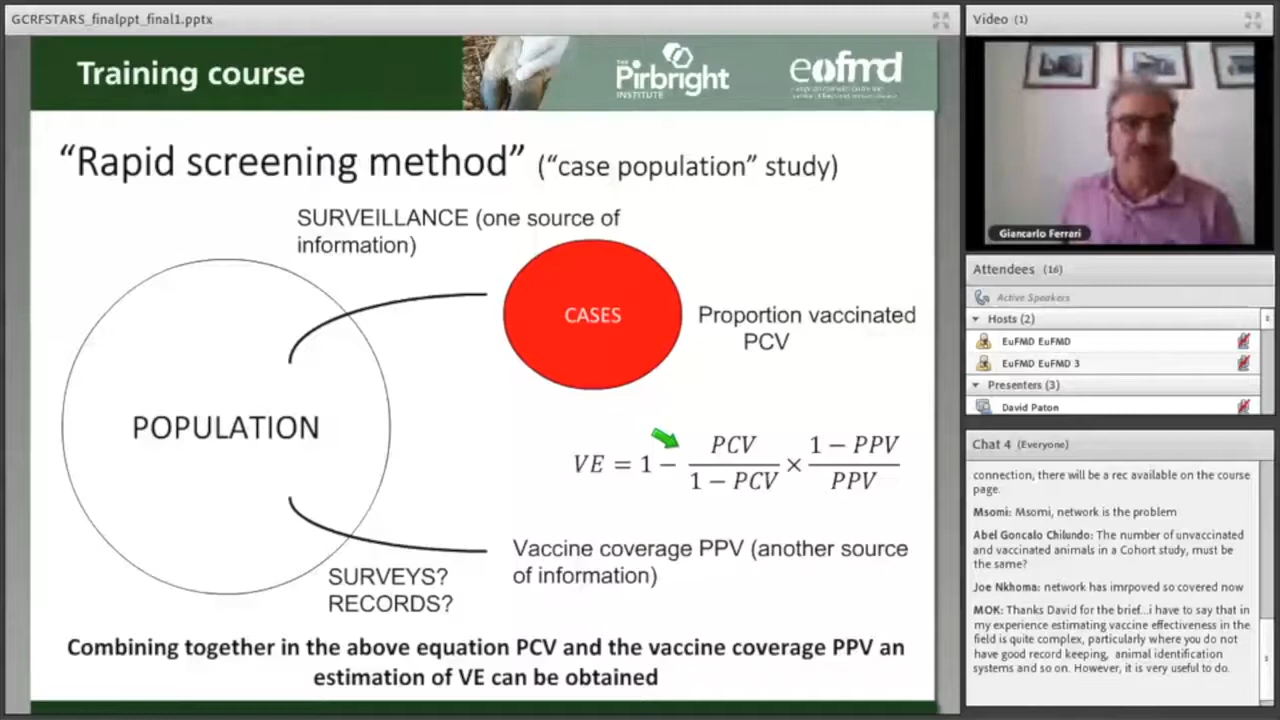 GCRFSTARS_finalppt_final1.pptx
Training course
THE
Pirbright
INSTITUTE
eofmd
"Rapid screening method" ("case population" study)
SURVEILLANCE (one source of
information)
CASES
Proportion vaccinated
PCV
POPULATION
VE = 1 − PCV / (1 − PCV) × (1 − PPV) / PPV
Vaccine coverage PPV (another source
of information)
SURVEYS?
RECORDS?
Combining together in the above equation PCV and the vaccine coverage PPV an
estimation of VE can be obtained
Video (1)
Giancarlo Ferrari
Attendees (16)
Active Speakers
Hosts (2)
EuFMD EuFMD
EuFMD EuFMD 3
Presenters (3)
David Paton
Chat 4 (Everyone)
connection, there will be a rec available on the course
page.
Msomi: Msomi, network is the problem
Abel Goncalo Chilundo: The number of unvaccinated
and vaccinated animals in a Cohort study, must be
the same?
Joe Nkhoma: network has imrpoved so covered now
MOK: Thanks David for the brief...i have to say that in
my experience estimating vaccine effectiveness in the
field is quite complex, particularly where you do not
have good record keeping, animal identification
systems and so on. However, it is very useful to do.